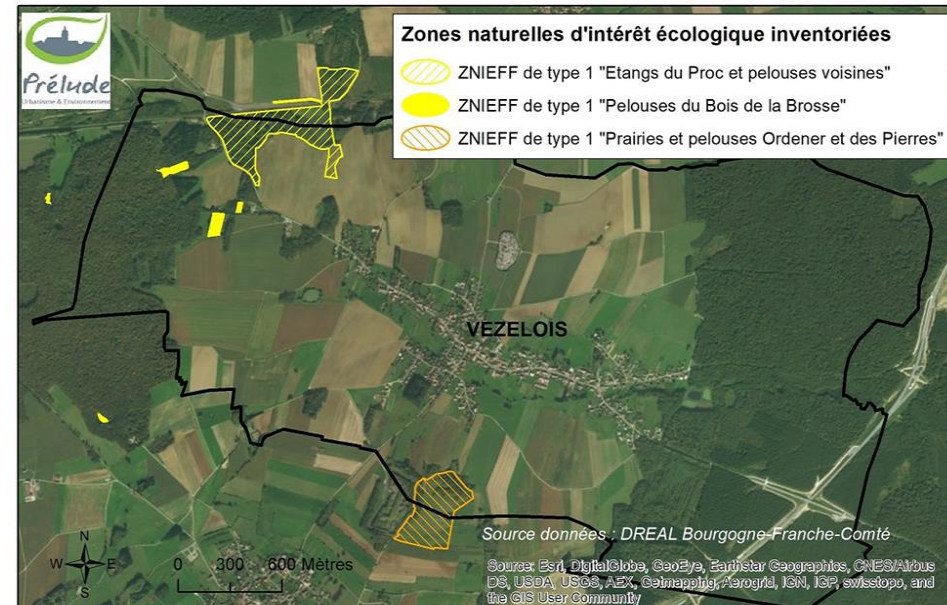 Prélude
Urbanisme & Environnement
Zones naturelles d'intérêt écologique inventoriées
ZNIEFF de type 1 "Etangs du Proc et pelouses voisines"
ZNIEFF de type 1 "Pelouses du Bois de la Brosse"
ZNIEFF de type 1 "Prairies et pelouses Ordener et des Pierres"
VEZELOIS
N
W E
S
0 300 600 Mètres
Source données : DREAL Bourgogne-Franche-Comté
Source: Esri, DigitalGlobe, GeoEye, Earthstar Geographics, CNES/Airbus
DS, USDA, USGS, AEX, Getmapping, Aerogrid, IGN, IGP, swisstopo, and
the GIS User Community